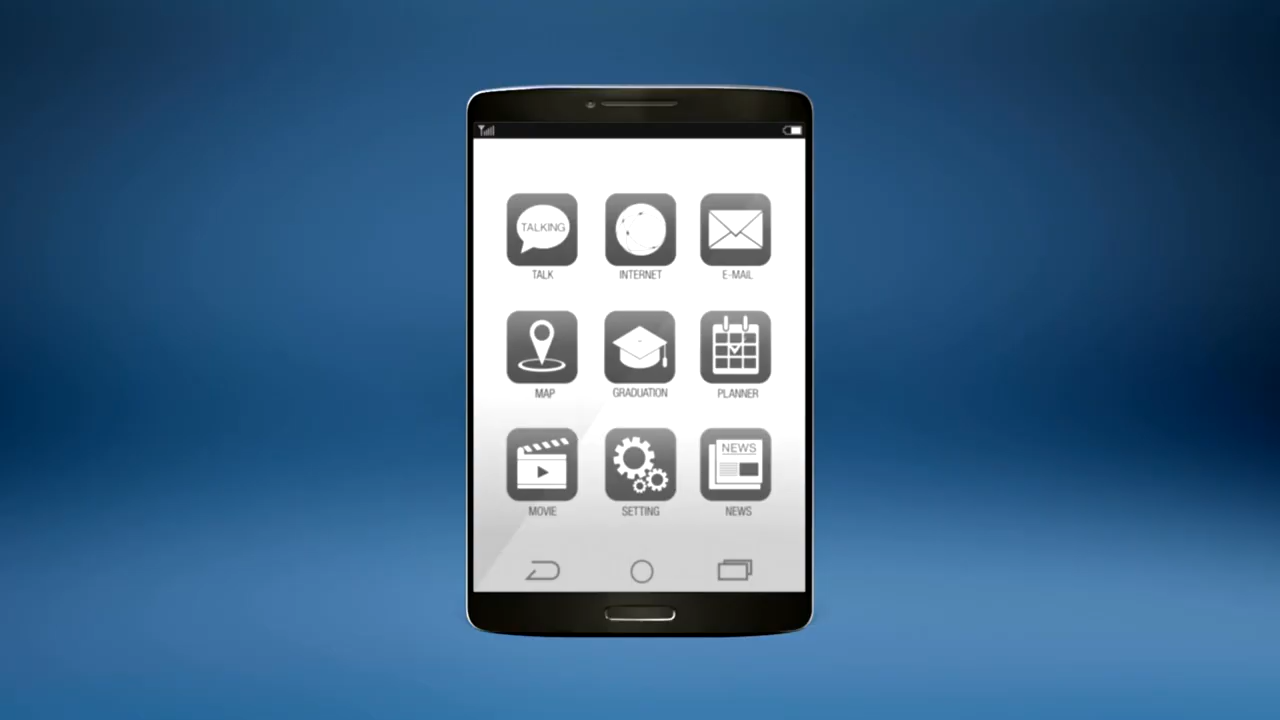 TALKING
TALK
INTERNET
E-MAIL
MAP
GRADUATION
PLANNER
NEWS
MOVIE
SETTING
NEWS